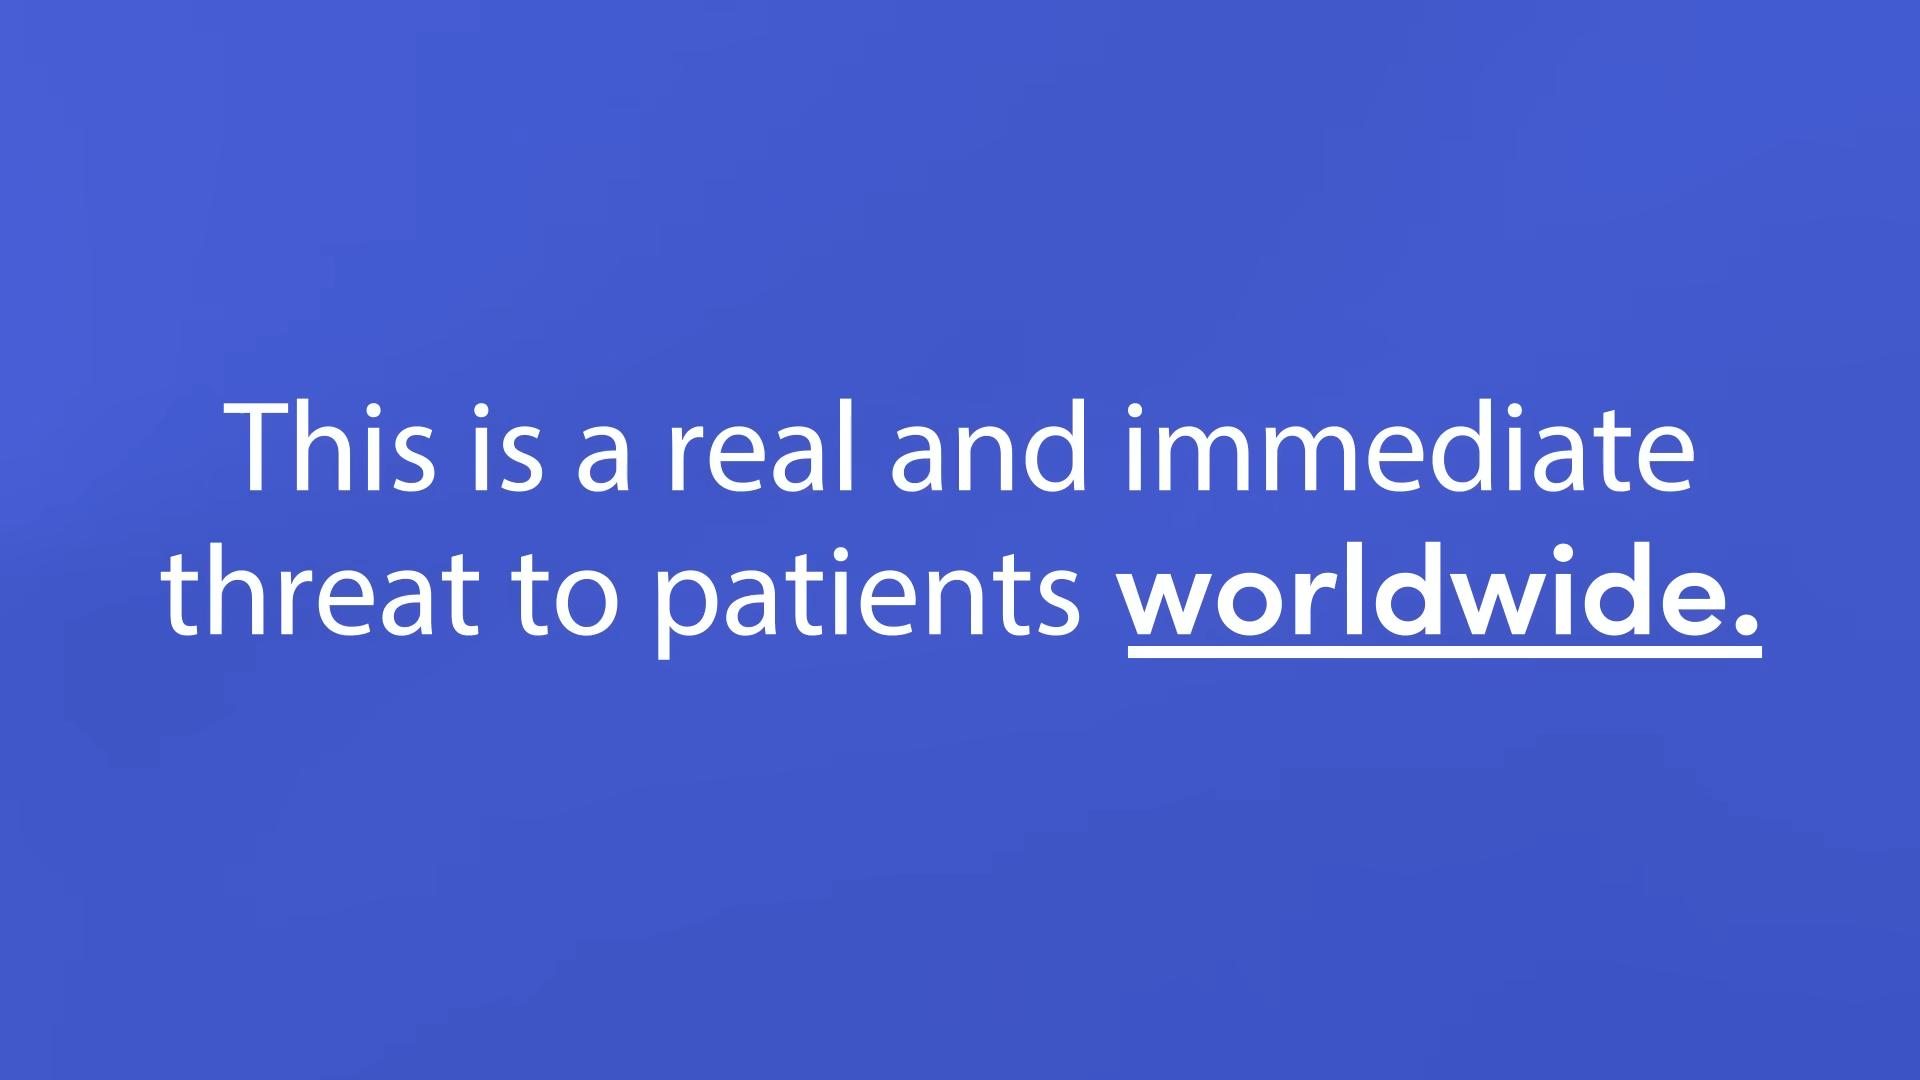 This is a real and immediate
threat to patients worldwide.